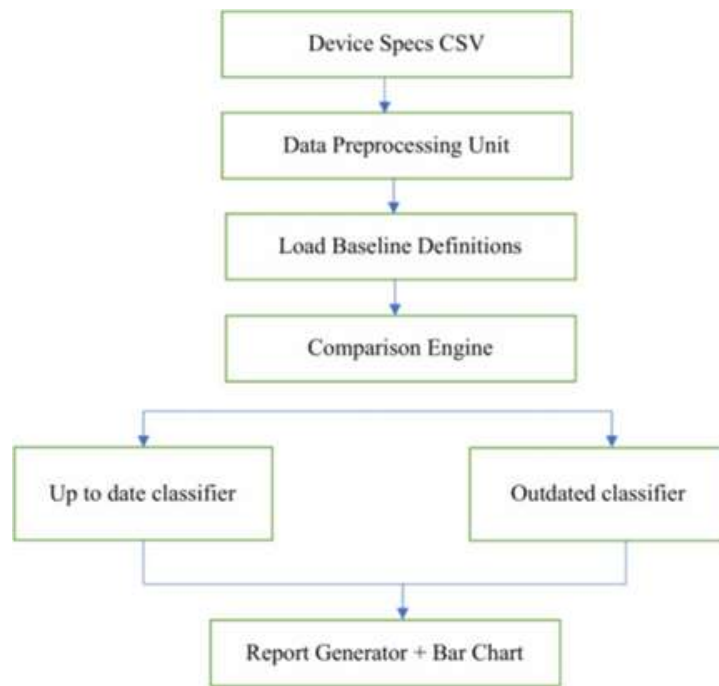 Device Specs CSV
Data Preprocessing Unit
Load Baseline Definitions
Comparison Engine
Up to date classifier
Outdated classifier
Report Generator + Bar Chart